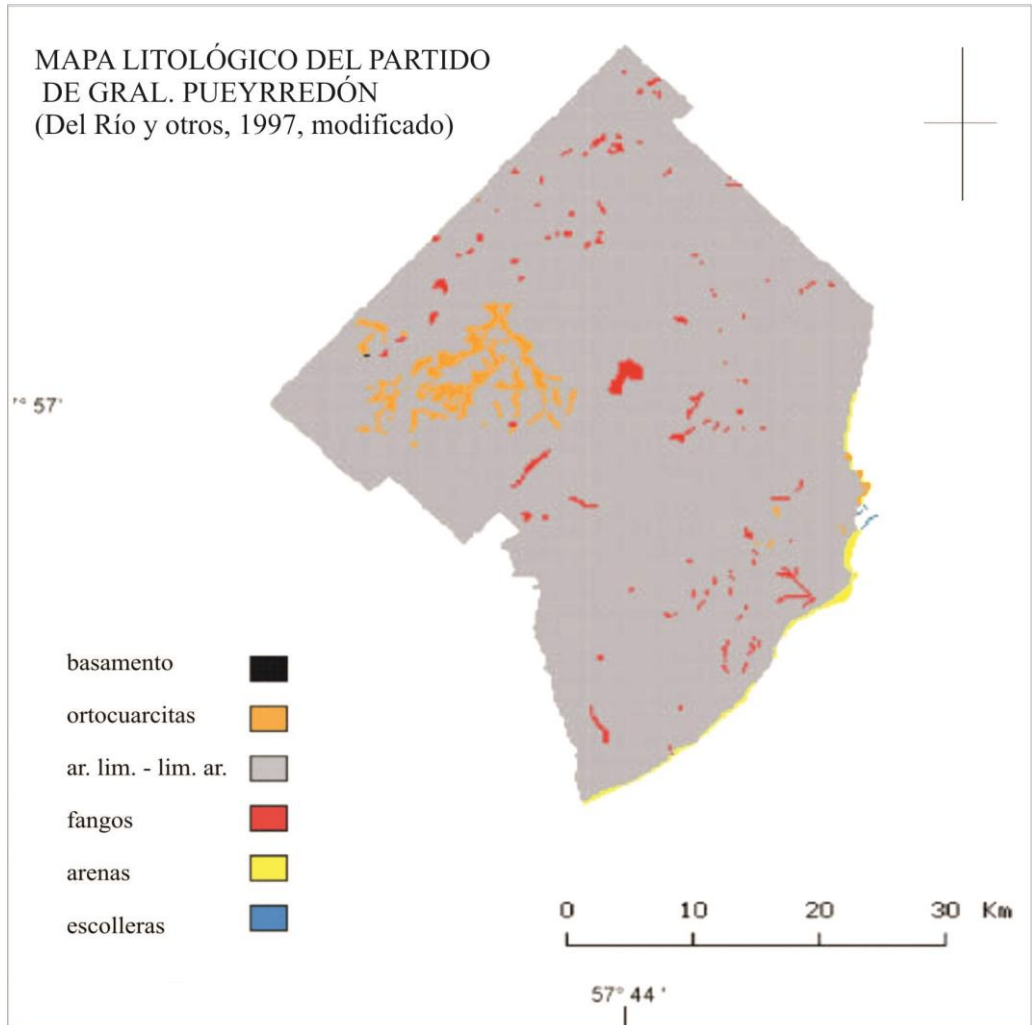 MAPA LITOLÓGICO DEL PARTIDO
DE GRAL. PUEYRREDÓN
(Del Río y otros, 1997, modificado)
7° 57'
basamento
ortocuarcitas
ar. lim. - lim. ar.
fangos
arenas
escolleras
0 10 20 30 Km
57° 44 '